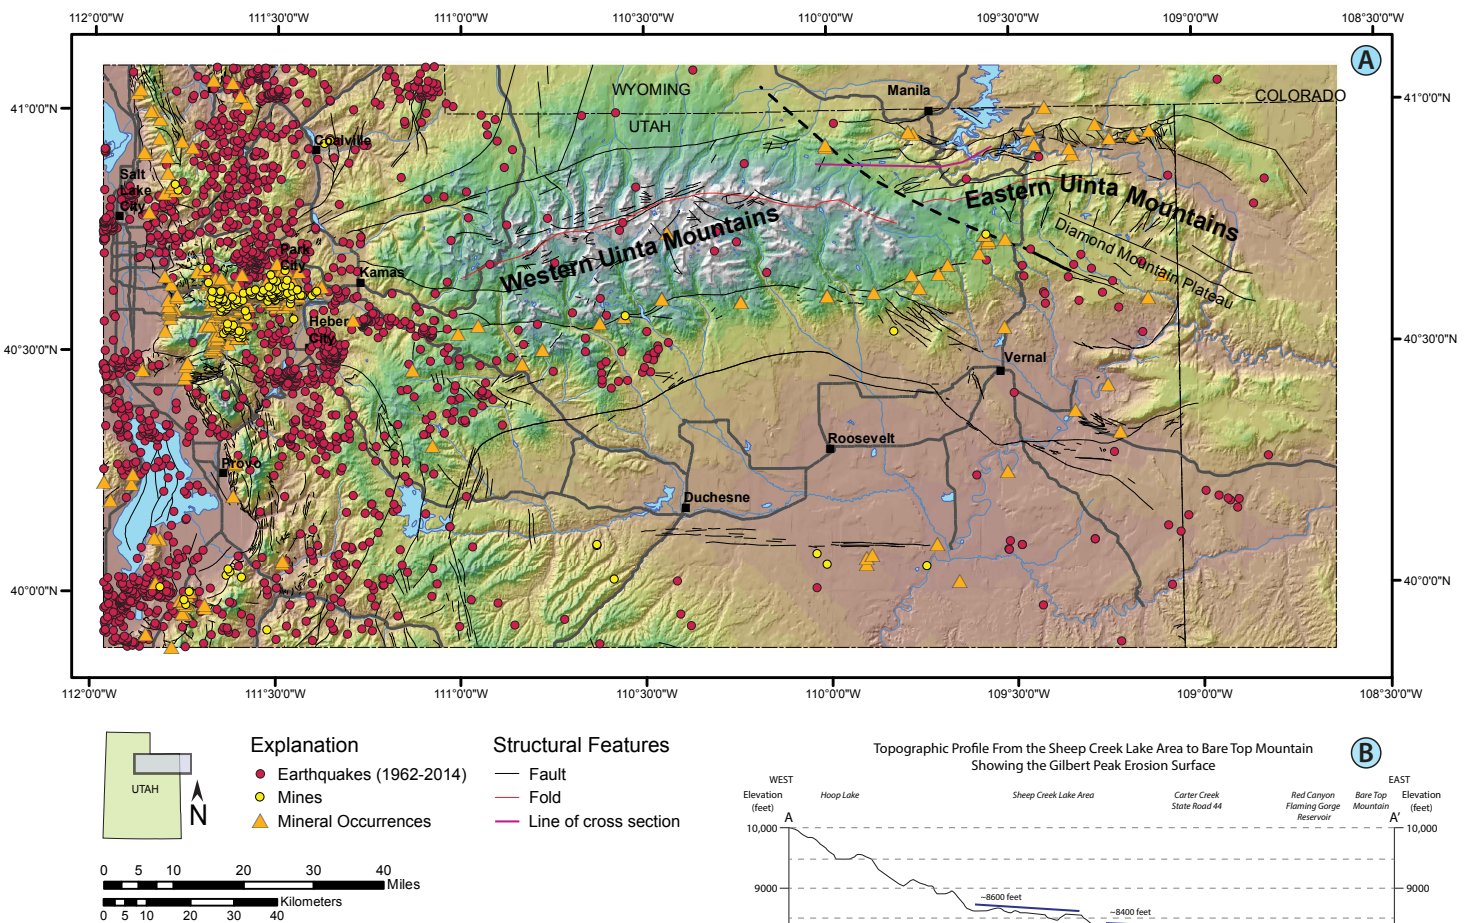 112°0'0"W 111°30'0"W 111°0'0"W 110°30'0"W 110°0'0"W 109°30'0"W 109°0'0"W 108°30'0"W
A
WYOMING
UTAH
Manila
COLORADO
41°0'0"N
41°0'0"N
Coalville
Salt
Lake
City
Eastern Uinta Mountains
Western Uinta Mountains
Diamond Mountain Plateau
Park
City
Kamas
Heber
City
40°30'0"N
40°30'0"N
Vernal
Roosevelt
Provo
Duchesne
40°0'0"N
40°0'0"N
112°0'0"W 111°30'0"W 111°0'0"W 110°30'0"W 110°0'0"W 109°30'0"W 109°0'0"W 108°30'0"W
UTAH
N
Explanation
Earthquakes (1962-2014)
Mines
Mineral Occurrences
Structural Features
Fault
Fold
Line of cross section
0 5 10 20 30 40
Miles
Kilometers
0 5 10 20 30 40
Topographic Profile From the Sheep Creek Lake Area to Bare Top Mountain
Showing the Gilbert Peak Erosion Surface
B
WEST
EAST
Elevation
(feet)
Hoop Lake
Sheep Creek Lake Area
Carter Creek
State Road 44
Red Canyon
Flaming Gorge
Reservoir
Bare Top
Mountain
Elevation
(feet)
A
A'
10,000
10,000
9000
9000
~8600 feet
~8400 feet